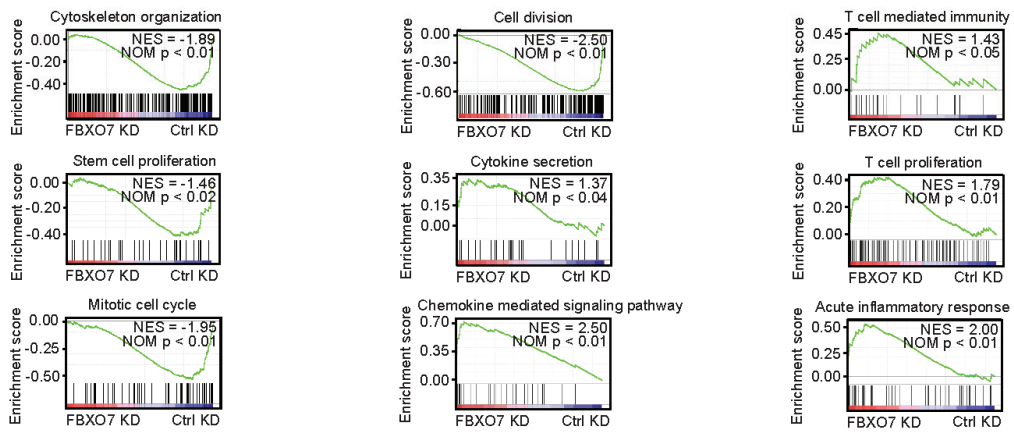 Cytoskeleton organization
Enrichment score
0.00
-0.20
-0.40
NES = -1.89
NOM p < 0.01
FBXO7 KD Ctrl KD
Cell division
Enrichment score
0.00
-0.30
-0.60
NES = -2.50
NOM p < 0.01
FBXO7 KD Ctrl KD
T cell mediated immunity
Enrichment score
0.45
0.25
0.00
NES = 1.43
NOM p < 0.05
FBXO7 KD Ctrl KD
Stem cell proliferation
Enrichment score
0.00
-0.20
-0.40
NES = -1.46
NOM p < 0.02
FBXO7 KD Ctrl KD
Cytokine secretion
Enrichment score
0.35
0.15
0.00
NES = 1.37
NOM p < 0.04
FBXO7 KD Ctrl KD
T cell proliferation
Enrichment score
0.40
0.20
0.00
NES = 1.79
NOM p < 0.01
FBXO7 KD Ctrl KD
Mitotic cell cycle
Enrichment score
0.00
-0.25
-0.50
NES = -1.95
NOM p < 0.01
FBXO7 KD Ctrl KD
Chemokine mediated signaling pathway
Enrichment score
0.70
0.35
0.00
NES = 2.50
NOM p < 0.01
FBXO7 KD Ctrl KD
Acute inflammatory response
Enrichment score
0.50
0.25
0.00
NES = 2.00
NOM p < 0.01
FBXO7 KD Ctrl KD